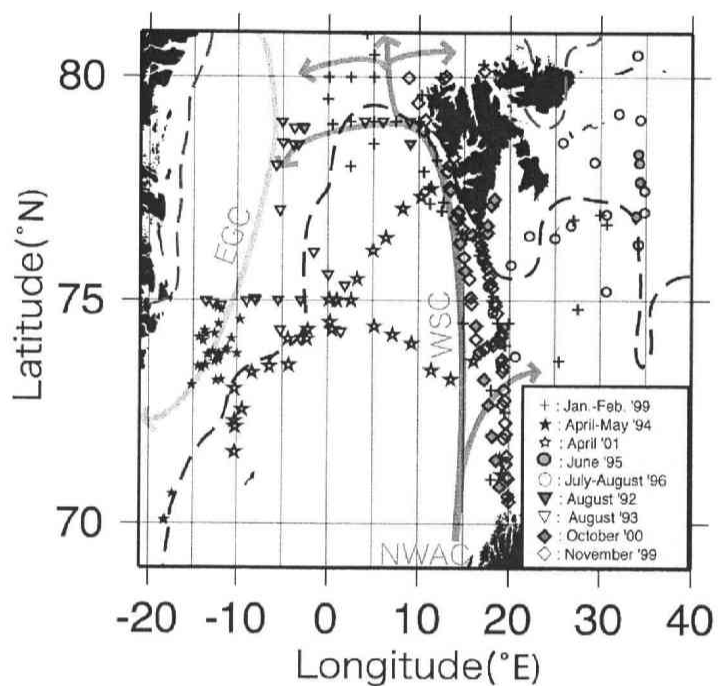 80
75
70
Latitude(°N)
EGC
WSC
NWAC
+ : Jan.-Feb. '99
★ : April-May '94
☆ : April '01
: June '95
○ : July-August '96
▼ : August '92
▽ : August '93
◆ : October '00
◇ : November '99
-20 -10 0 10 20 30 40
Longitude(°E)